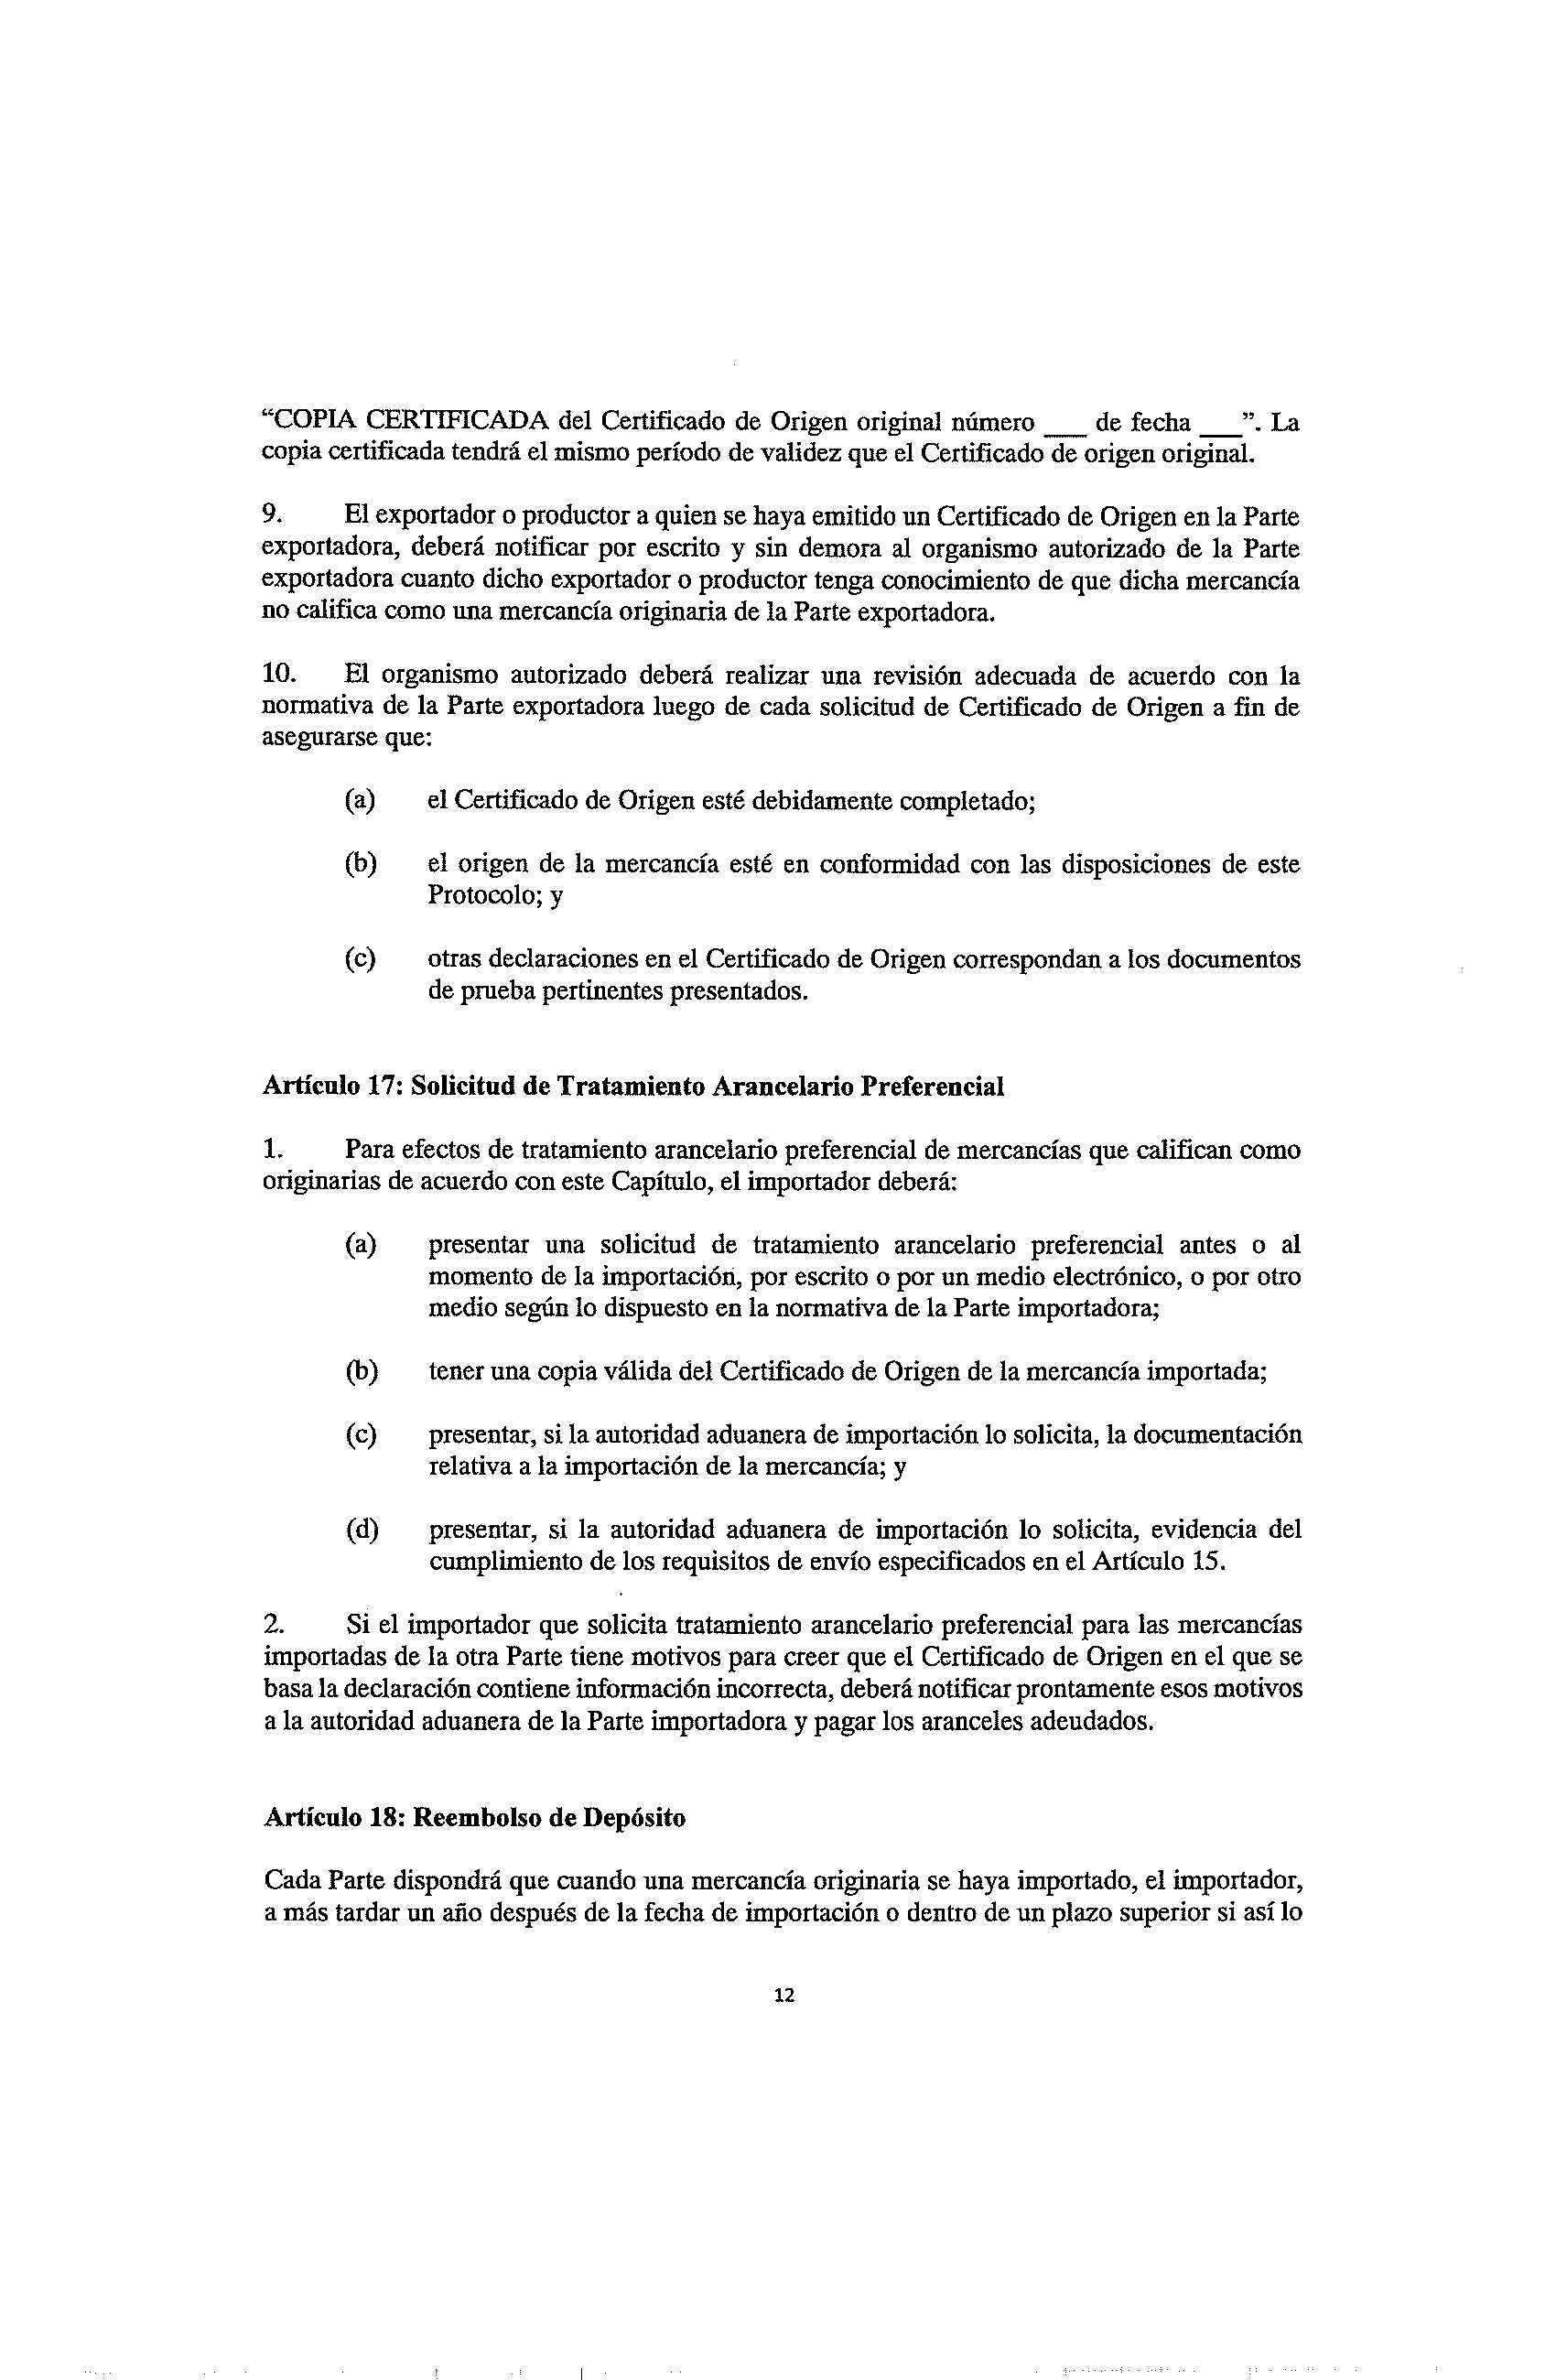 “COPIA CERTIFICADA del Certificado de Origen original número ___ de fecha ___”. La
copia certificada tendrá el mismo período de validez que el Certificado de origen original.
9. El exportador o productor a quien se haya emitido un Certificado de Origen en la Parte
exportadora, deberá notificar por escrito y sin demora al organismo autorizado de la Parte
exportadora cuanto dicho exportador o productor tenga conocimiento de que dicha mercancía
no califica como una mercancía originaria de la Parte exportadora.
10. El organismo autorizado deberá realizar una revisión adecuada de acuerdo con la
normativa de la Parte exportadora luego de cada solicitud de Certificado de Origen a fin de
asegurarse que:
(a) el Certificado de Origen esté debidamente completado;
(b) el origen de la mercancía esté en conformidad con las disposiciones de este
Protocolo; y
(c) otras declaraciones en el Certificado de Origen correspondan a los documentos
de prueba pertinentes presentados.
Artículo 17: Solicitud de Tratamiento Arancelario Preferencial
1. Para efectos de tratamiento arancelario preferencial de mercancías que califican como
originarias de acuerdo con este Capítulo, el importador deberá:
(a) presentar una solicitud de tratamiento arancelario preferencial antes o al
momento de la importación, por escrito o por un medio electrónico, o por otro
medio según lo dispuesto en la normativa de la Parte importadora;
(b) tener una copia válida del Certificado de Origen de la mercancía importada;
(c) presentar, si la autoridad aduanera de importación lo solicita, la documentación
relativa a la importación de la mercancía; y
(d) presentar, si la autoridad aduanera de importación lo solicita, evidencia del
cumplimiento de los requisitos de envío especificados en el Artículo 15.
2. Si el importador que solicita tratamiento arancelario preferencial para las mercancías
importadas de la otra Parte tiene motivos para creer que el Certificado de Origen en el que se
basa la declaración contiene información incorrecta, deberá notificar prontamente esos motivos
a la autoridad aduanera de la Parte importadora y pagar los aranceles adeudados.
Artículo 18: Reembolso de Depósito
Cada Parte dispondrá que cuando una mercancía originaria se haya importado, el importador,
a más tardar un año después de la fecha de importación o dentro de un plazo superior si así lo
12